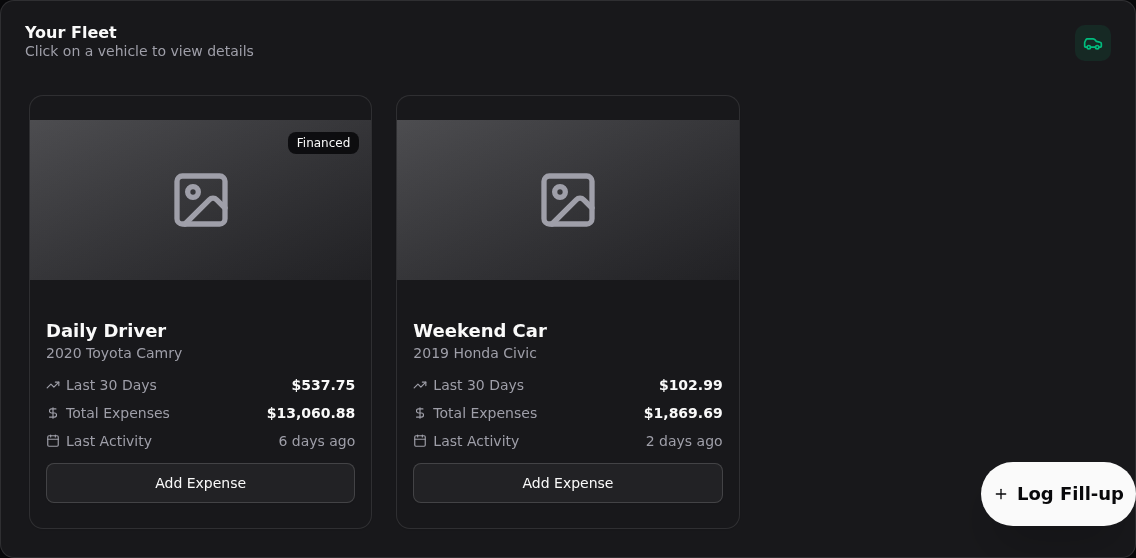 Your Fleet
Click on a vehicle to view details
Financed
Daily Driver
2020 Toyota Camry
Last 30 Days $537.75
Total Expenses $13,060.88
Last Activity 6 days ago
Add Expense
Weekend Car
2019 Honda Civic
Last 30 Days $102.99
Total Expenses $1,869.69
Last Activity 2 days ago
Add Expense
+ Log Fill-up